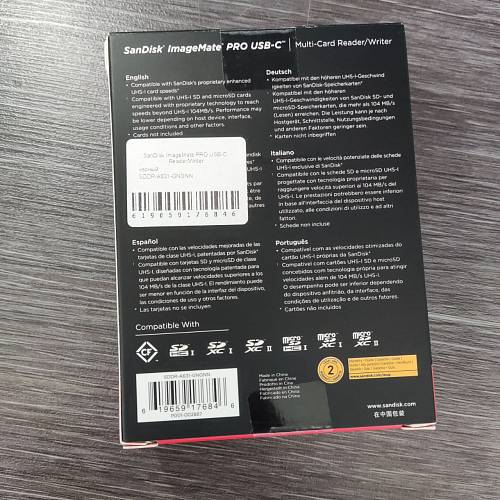 SanDisk ImageMate PRO USB-C™ | Multi-Card Reader/Writer
English
• Compatible with SanDisk's proprietary enhanced
UHS-I card speeds*
• Compatible with UHS-I SD and microSD cards
engineered with proprietary technology to reach
speeds beyond UHS-I 104MB/s. Performance may
be lower depending on host device, interface,
usage conditions and other factors.
• Cards not included
SanDisk ImageMate PRO USB-C
Reader/Writer
черный
SDDR-A631-GNGNN
619659176846
Español
• Compatible con las velocidades mejoradas de las
tarjetas de clase UHS-I, patentadas por SanDisk*
• Compatible con tarjetas SD y microSD de clase
UHS-I, diseñadas con tecnología patentada para
que puedan alcanzar velocidades superiores a los
104 MB/s de la clase UHS-I. El rendimiento puede
ser menor en función de la interfaz del dispositivo,
las condiciones de uso y otros factores.
• No incluye tarjetas
Deutsch
• Kompatibel mit den höheren UHS-I-Geschwind
igkeiten von SanDisk-Speicherkarten*
• Kompatibel mit den höheren
UHS-I-Geschwindigkeiten von SanDisk SD- und
microSD-Speicherkarten, die mehr als 104 MB/s
(Lesen) erreichen. Die Leistung kann je nach
Hostgerät, Schnittstelle, Nutzungsbedingungen
und anderen Faktoren geringer sein.
• Karten nicht inbegriffen
Italiano
• Compatibile con le velocità potenziate delle schede
UHS-I esclusive di SanDisk*
• Compatibile con le schede SD e microSD UHS-I
progettate con tecnologia proprietaria per
raggiungere velocità superiori ai 104 MB/s del
UHS-I. Le prestazioni possono essere inferiori
in base all'interfaccia del dispositivo host
utilizzato, alle condizioni di utilizzo e ad altri
fattori.
• Schede non incluse
Português
• Compatível com as velocidades otimizadas do
cartão UHS-I próprias da SanDisk*
• Compatível com cartões SD e microSD UHS-I
concebidos com tecnologia própria para atingir
velocidades além de 104 MB/s do UHS-I.
O desempenho pode ser inferior dependendo
do dispositivo anfitrião, da interface, das
condições de utilização e de outros fatores.
• Cartões não incluídos
Compatible With
CF SD HC I SD XC I SD XC II micro SD HC I micro SD XC I micro SD XC II
SDDR-A631-GNGNN
6 19659 17684 6
Made in China
Fabriqué en Chine
Prodotto in Cina
Hergestellt in China
Fabricado en China
2
www.sandisk.com
在中国包装